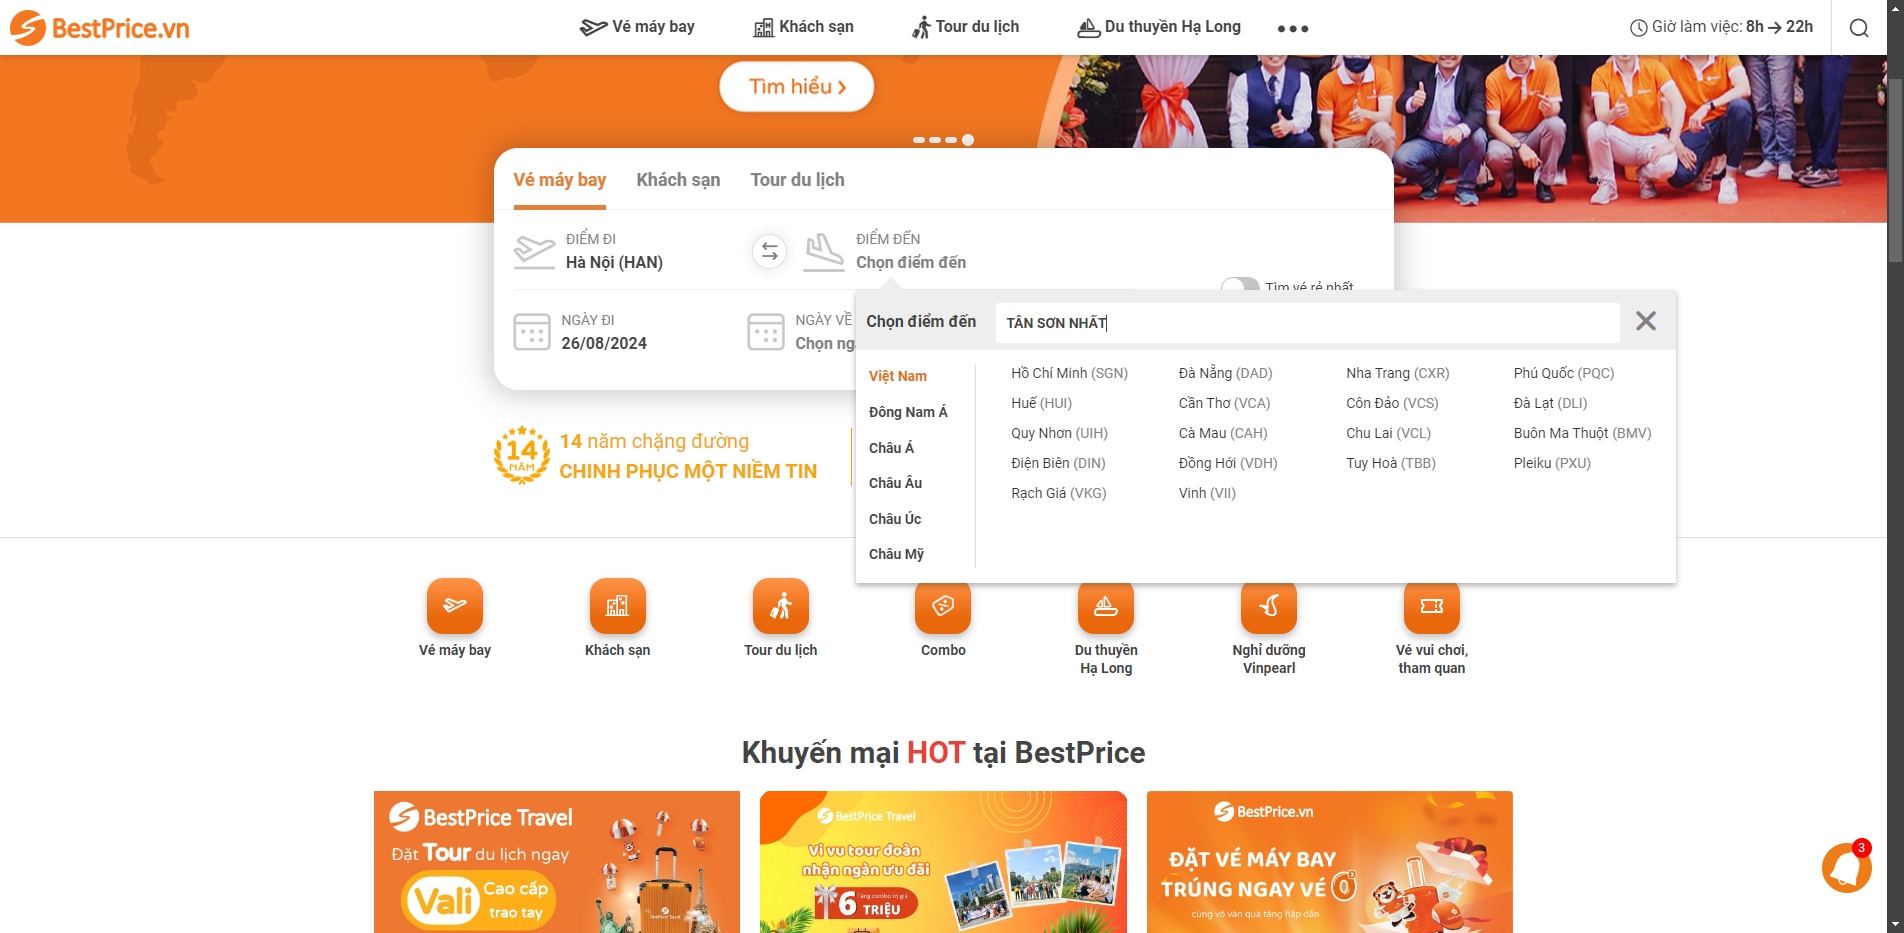 BestPrice.vn
Vé máy bay
Khách sạn
Tour du lịch
Du thuyền Hạ Long
Giờ làm việc: 8h → 22h
Tìm hiểu
Vé máy bay
Khách sạn
Tour du lịch
ĐIỂM ĐI
Hà Nội (HAN)
ĐIỂM ĐẾN
Chọn điểm đến
Tìm vé rẻ nhất
NGÀY ĐI
26/08/2024
NGÀY VỀ
Chọn ng
Chọn điểm đến
TÂN SƠN NHẤT
Việt Nam
Đông Nam Á
Châu Á
Châu Âu
Châu Úc
Châu Mỹ
Hồ Chí Minh (SGN)
Đà Nẵng (DAD)
Nha Trang (CXR)
Phú Quốc (PQC)
Huế (HUI)
Cần Thơ (VCA)
Côn Đảo (VCS)
Đà Lạt (DLI)
Quy Nhơn (UIH)
Cà Mau (CAH)
Chu Lai (VCL)
Buôn Ma Thuột (BMV)
Điện Biên (DIN)
Đồng Hới (VDH)
Tuy Hoà (TBB)
Pleiku (PXU)
Rạch Giá (VKG)
Vinh (VII)
14
NĂM
14 năm chặng đường
CHINH PHỤC MỘT NIỀM TIN
Vé máy bay
Khách sạn
Tour du lịch
Combo
Du thuyền
Hạ Long
Nghỉ dưỡng
Vinpearl
Vé vui chơi,
tham quan
Khuyến mại HOT tại BestPrice
BestPrice Travel
Đặt Tour du lịch ngay
Vali Cao cấp
trao tay
BestPrice Travel
BestPrice Travel
Vi vu tour đoàn
nhận ngàn ưu đãi
Tặng combo trị giá
6 TRIỆU
BestPrice.vn
ĐẶT VÉ MÁY BAY
TRÚNG NGAY VÉ 0đ
cùng vô vàn quà tặng hấp dẫn
3